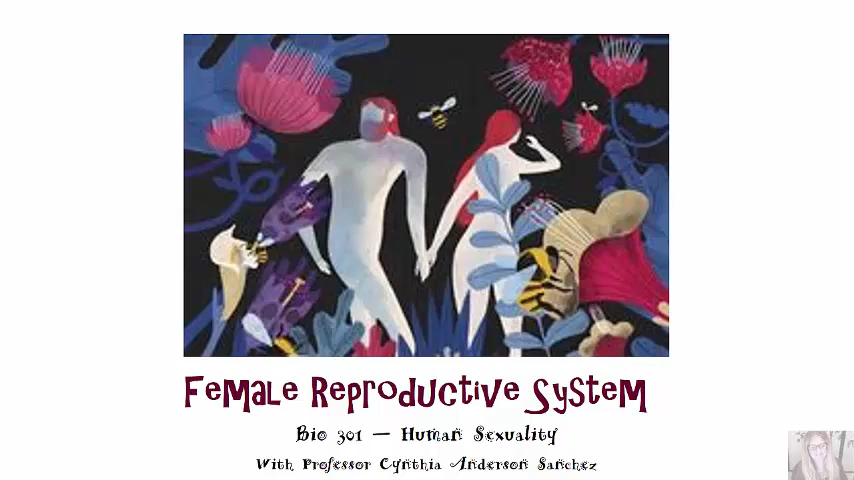 Female Reproductive System
Bio 301 — Human Sexuality
With Professor Cynthia Anderson Sanchez